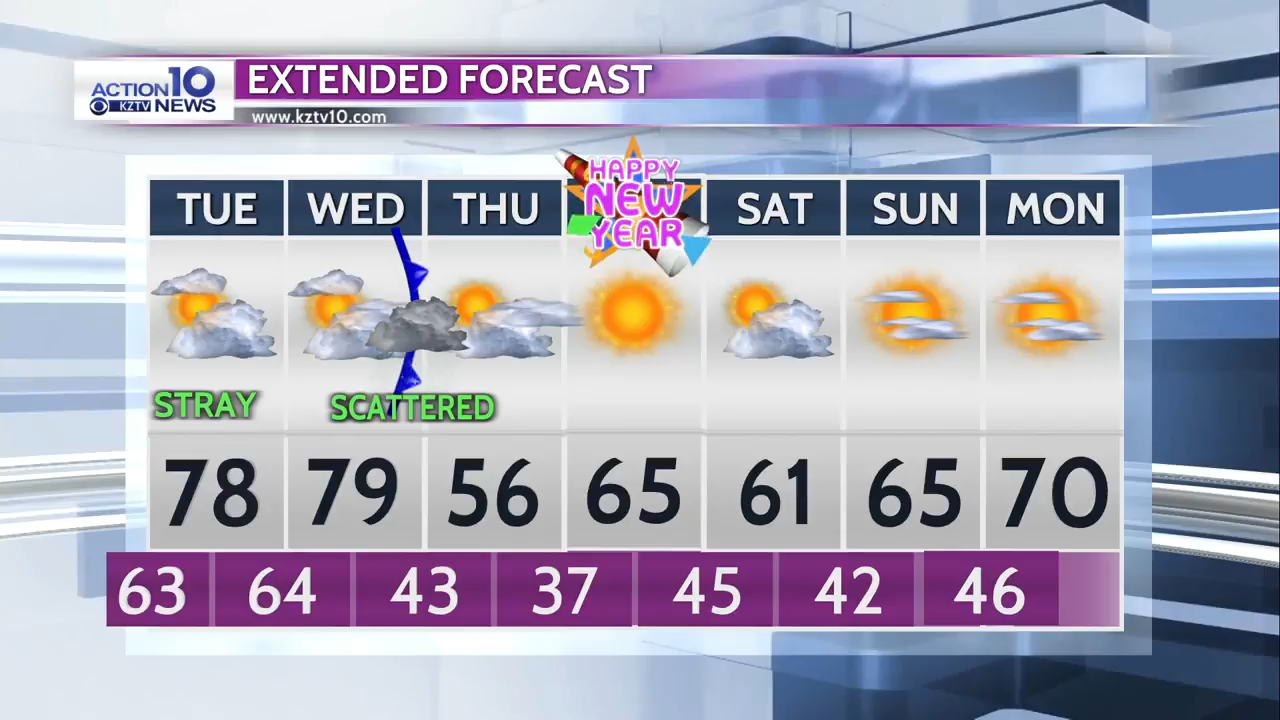 ACTION 10
KZTV NEWS
EXTENDED FORECAST
www.kztv10.com
TUE WED THU HAPPY NEW YEAR SAT SUN MON
STRAY SCATTERED
78 79 56 65 61 65 70
63 64 43 37 45 42 46